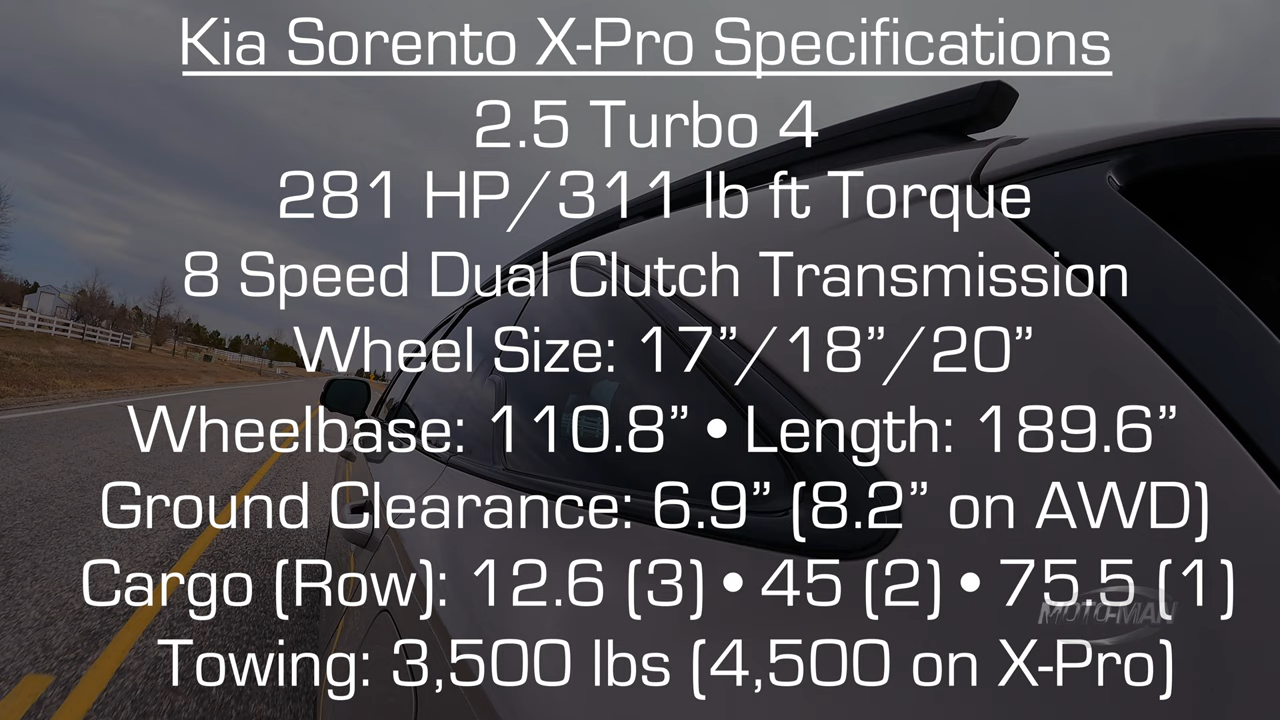 Kia Sorento X-Pro Specifications
2.5 Turbo 4
281 HP/311 lb ft Torque
8 Speed Dual Clutch Transmission
Wheel Size: 17”/18”/20”
Wheelbase: 110.8” • Length: 189.6”
Ground Clearance: 6.9” (8.2” on AWD)
Cargo (Row): 12.6 (3) • 45 (2) • 75.5 (1)
MOTOMAN
Towing: 3,500 lbs (4,500 on X-Pro)